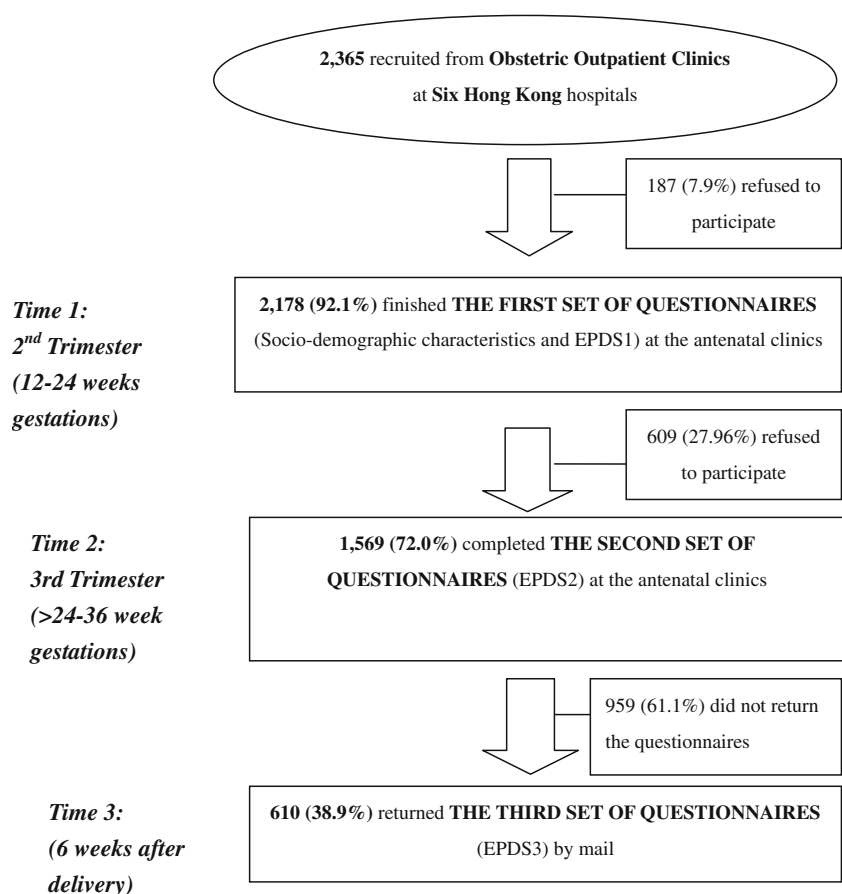 2,365 recruited from Obstetric Outpatient Clinics
at Six Hong Kong hospitals
187 (7.9%) refused to
participate
Time 1:
2nd Trimester
(12-24 weeks
gestations)
2,178 (92.1%) finished THE FIRST SET OF QUESTIONNAIRES
(Socio-demographic characteristics and EPDS1) at the antenatal clinics
609 (27.96%) refused
to participate
Time 2:
3rd Trimester
(>24-36 week
gestations)
1,569 (72.0%) completed THE SECOND SET OF
QUESTIONNAIRES (EPDS2) at the antenatal clinics
959 (61.1%) did not return
the questionnaires
Time 3:
(6 weeks after
delivery)
610 (38.9%) returned THE THIRD SET OF QUESTIONNAIRES
(EPDS3) by mail